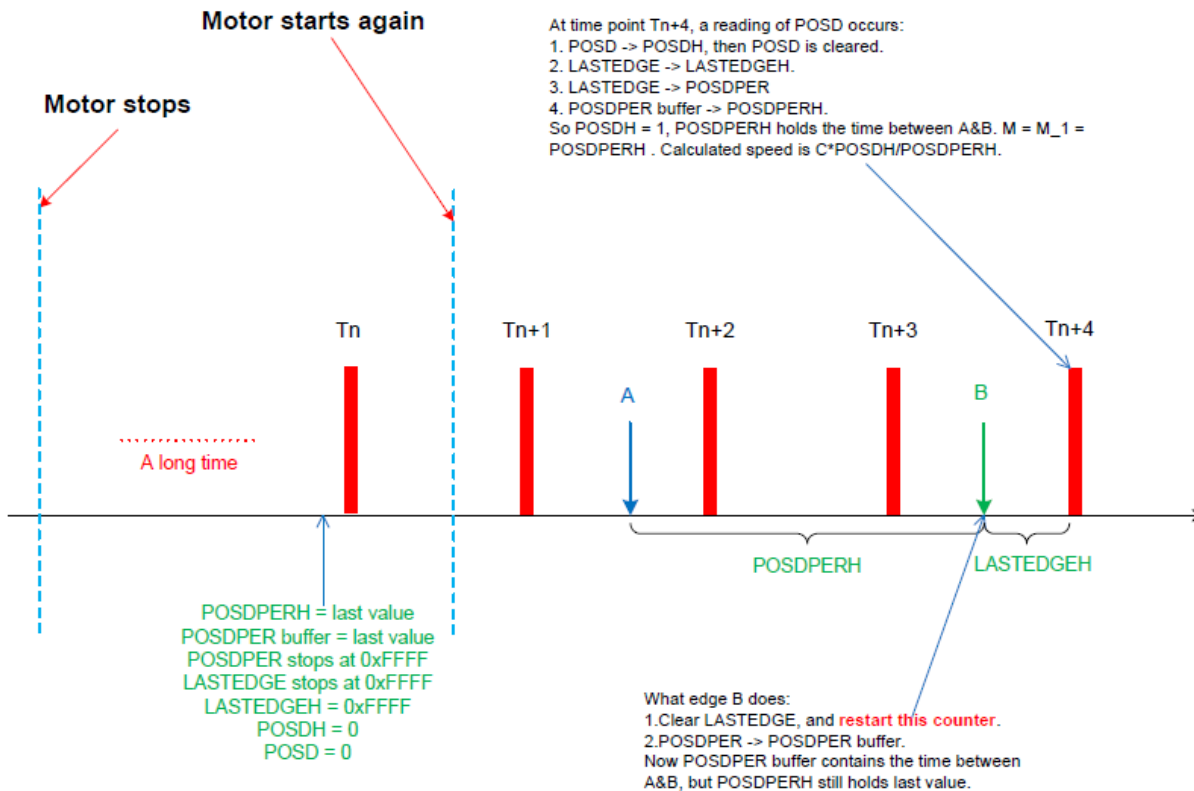 Motor starts again
Motor stops
At time point Tn+4, a reading of POSD occurs:
1. POSD -> POSDH, then POSD is cleared.
2. LASTEDGE -> LASTEDGEH.
3. LASTEDGE -> POSDPER
4. POSDPER buffer -> POSDPERH.
So POSDH = 1, POSDPERH holds the time between A&B. M = M_1 =
POSDPERH . Calculated speed is C*POSDH/POSDPERH.
Tn
Tn+1
Tn+2
Tn+3
Tn+4
A
B
A long time
POSDPERH
LASTEDGEH
POSDPERH = last value
POSDPER buffer = last value
POSDPER stops at 0xFFFF
LASTEDGE stops at 0xFFFF
LASTEDGEH = 0xFFFF
POSDH = 0
POSD = 0
What edge B does:
1.Clear LASTEDGE, and restart this counter.
2.POSDPER -> POSDPER buffer.
Now POSDPER buffer contains the time between
A&B, but POSDPERH still holds last value.